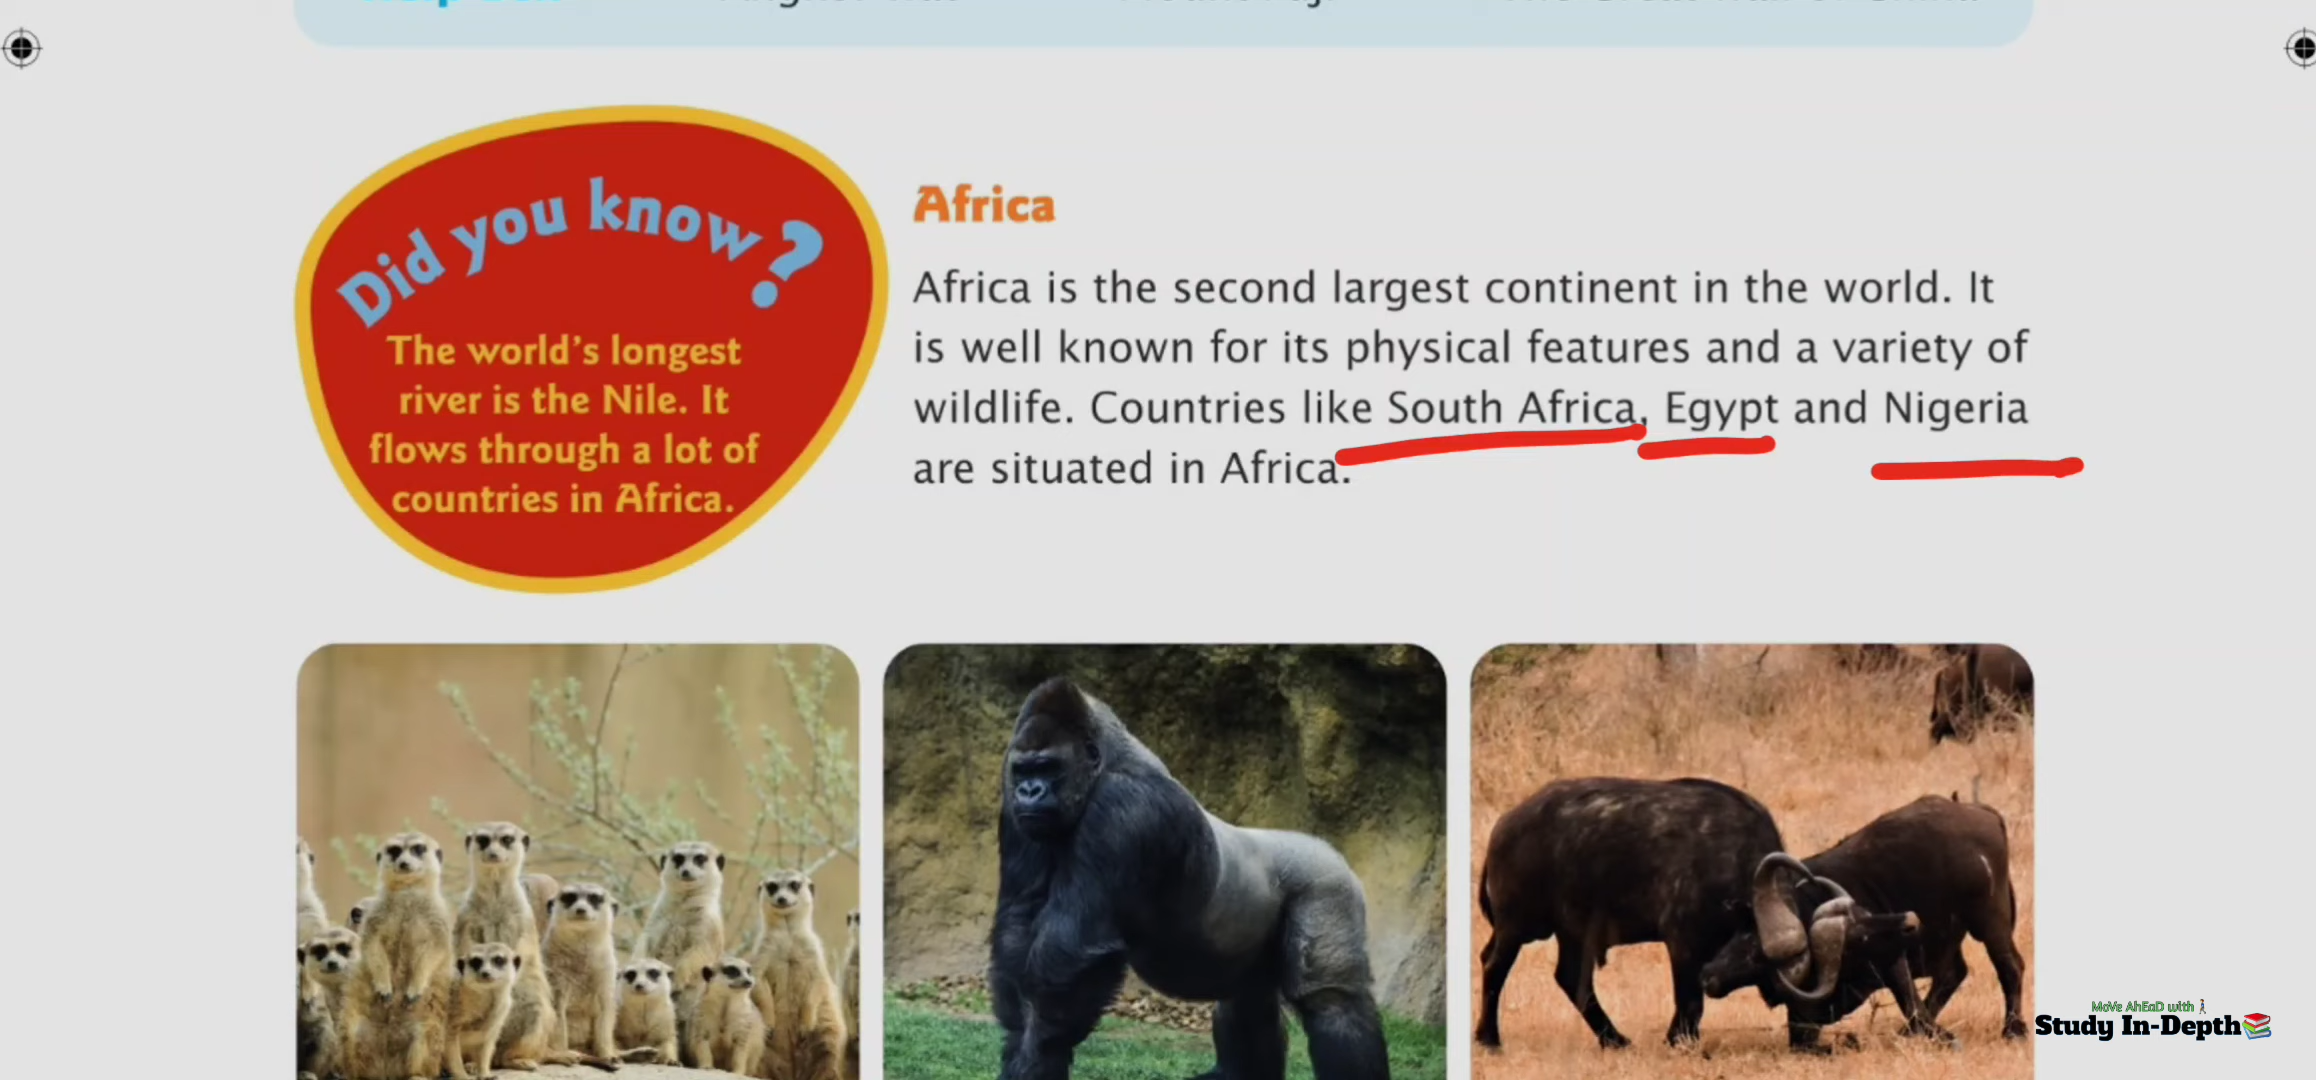 Did you know?
The world's longest
river is the Nile. It
flows through a lot of
countries in Africa.
Africa
Africa is the second largest continent in the world. It
is well known for its physical features and a variety of
wildlife. Countries like South Africa, Egypt and Nigeria
are situated in Africa.
MoVe AhEaD with
Study In-Depth